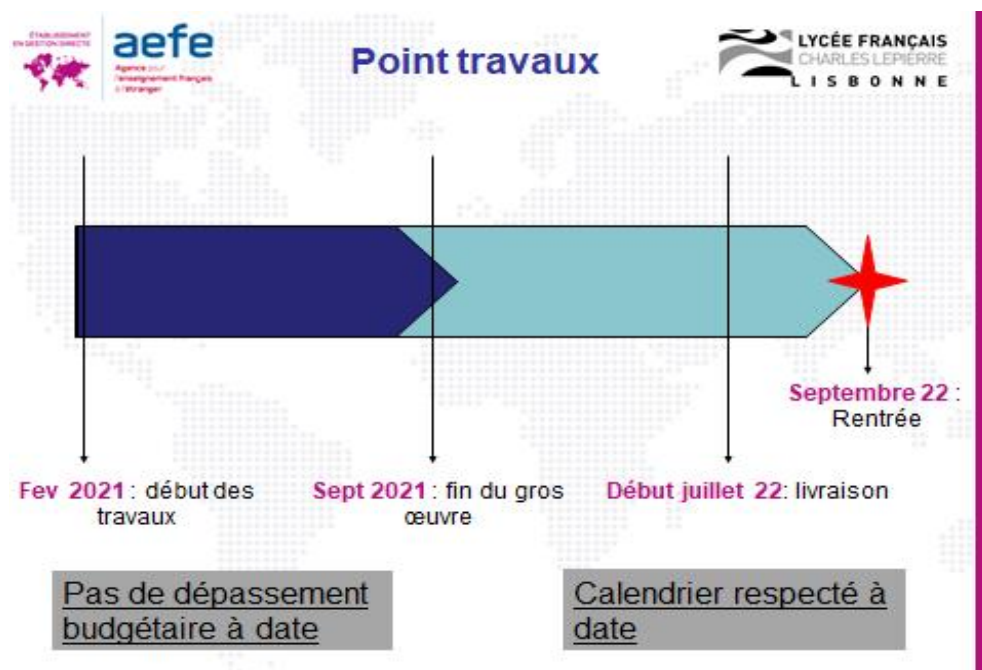 ÉTABLISSEMENT
EN GESTION DIRECTE
aefe
Agence pour
l'enseignement français
à l'étranger
Point travaux
LYCÉE FRANÇAIS
CHARLES LEPIERRE
LISBONNE
Septembre 22 :
Rentrée
Fev 2021 : début des
travaux
Sept 2021 : fin du gros
œuvre
Début juillet 22: livraison
Pas de dépassement
budgétaire à date
Calendrier respecté à
date